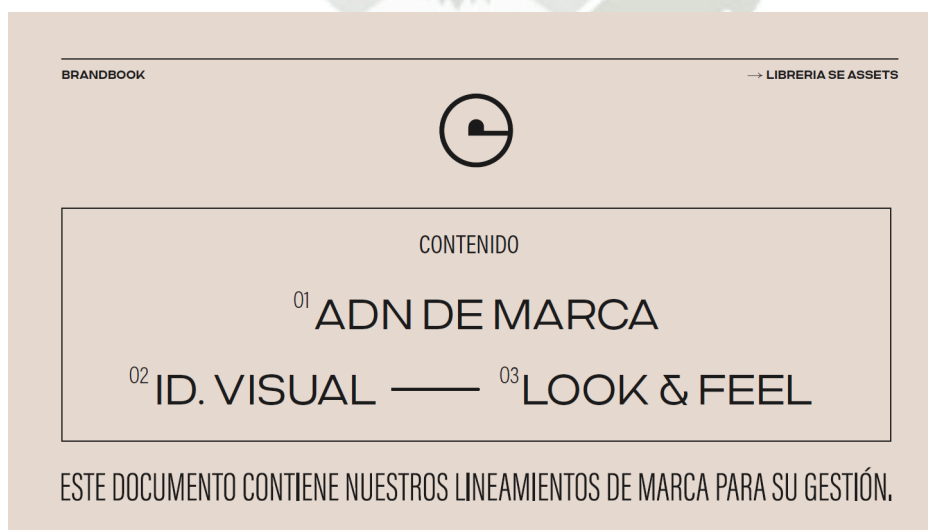 BRANDBOOK
→ LIBRERIA SE ASSETS
CONTENIDO
01 ADN DE MARCA
02 ID. VISUAL — 03 LOOK & FEEL
ESTE DOCUMENTO CONTIENE NUESTROS LINEAMIENTOS DE MARCA PARA SU GESTIÓN.